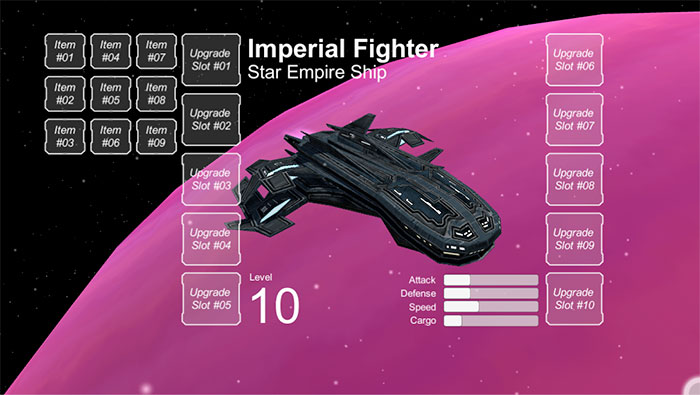 Imperial Fighter
Star Empire Ship
Item
#01
Item
#04
Item
#07
Item
#02
Item
#05
Item
#08
Item
#03
Item
#06
Item
#09
Upgrade
Slot #01
Upgrade
Slot #02
Upgrade
Slot #03
Upgrade
Slot #04
Upgrade
Slot #05
Level
10
Attack
Defense
Speed
Cargo
Upgrade
Slot #06
Upgrade
Slot #07
Upgrade
Slot #08
Upgrade
Slot #09
Upgrade
Slot #10